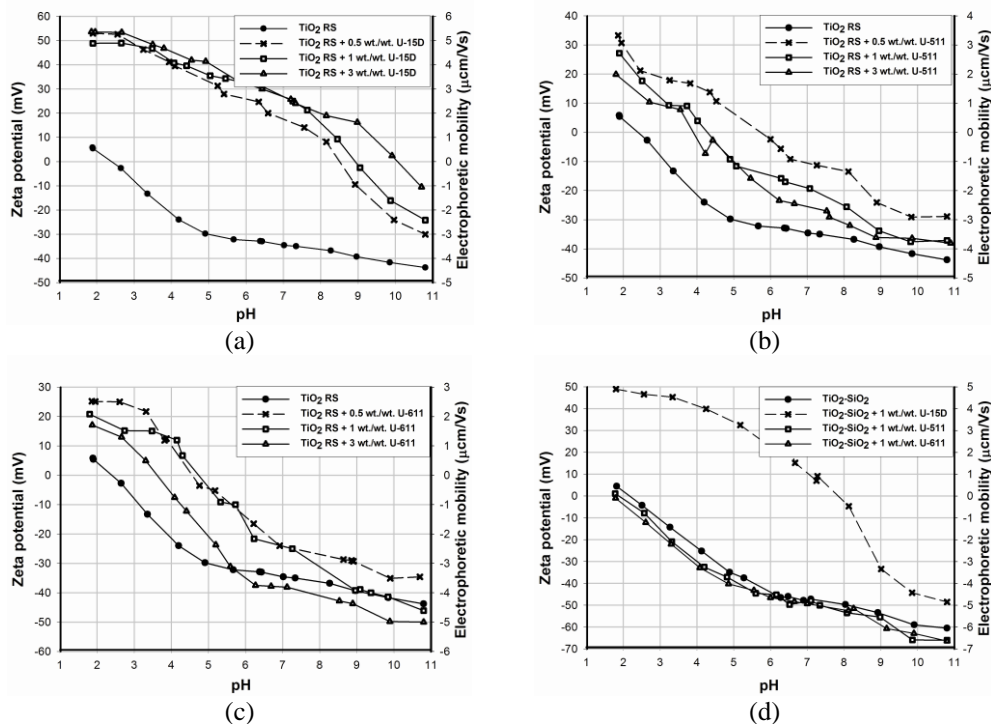 60
50
40
30
20
10
0
-10
-20
-30
-40
-50
Zeta potential (mV)
TiO2 RS
TiO2 RS + 0.5 wt./wt. U-15D
TiO2 RS + 1 wt./wt. U-15D
TiO2 RS + 3 wt./wt. U-15D
6
5
4
3
2
1
0
-1
-2
-3
-4
-5
Electrophoretic mobility (μcm/Vs)
1 2 3 4 5 6 7 8 9 10 11
pH
(a)
40
30
20
10
0
-10
-20
-30
-40
-50
Zeta potential (mV)
TiO2 RS
TiO2 RS + 0.5 wt./wt. U-511
TiO2 RS + 1 wt./wt. U-511
TiO2 RS + 3 wt./wt. U-511
4
3
2
1
0
-1
-2
-3
-4
-5
Electrophoretic mobility (μcm/Vs)
1 2 3 4 5 6 7 8 9 10 11
pH
(b)
30
20
10
0
-10
-20
-30
-40
-50
-60
Zeta potential (mV)
TiO2 RS
TiO2 RS + 0.5 wt./wt. U-611
TiO2 RS + 1 wt./wt. U-611
TiO2 RS + 3 wt./wt. U-611
3
2
1
0
-1
-2
-3
-4
-5
-6
Electrophoretic mobility (μcm/Vs)
1 2 3 4 5 6 7 8 9 10 11
pH
(c)
50
40
30
20
10
0
-10
-20
-30
-40
-50
-60
-70
Zeta potential (mV)
TiO2-SiO2
TiO2-SiO2 + 1 wt./wt. U-15D
TiO2-SiO2 + 1 wt./wt. U-511
TiO2-SiO2 + 1 wt./wt. U-611
5
4
3
2
1
0
-1
-2
-3
-4
-5
-6
-7
Electrophoretic mobility (μcm/Vs)
1 2 3 4 5 6 7 8 9 10 11
pH
(d)